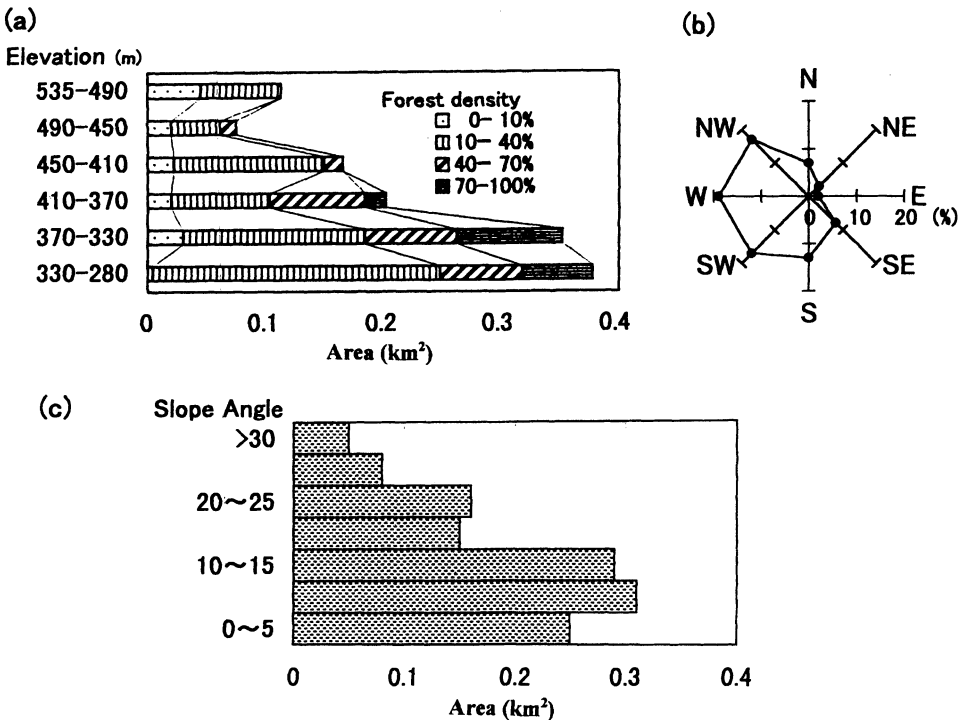 (a)
Elevation (m)
535-490
490-450
450-410
410-370
370-330
330-280
Forest density
0-10%
10-40%
40-70%
70-100%
0 0.1 0.2 0.3 0.4
Area (km²)
(b)
N
NW NE
W E
SW SE
S
0 10 20 (%)
(c)
Slope Angle
>30
20～25
10～15
0～5
0 0.1 0.2 0.3 0.4
Area (km²)